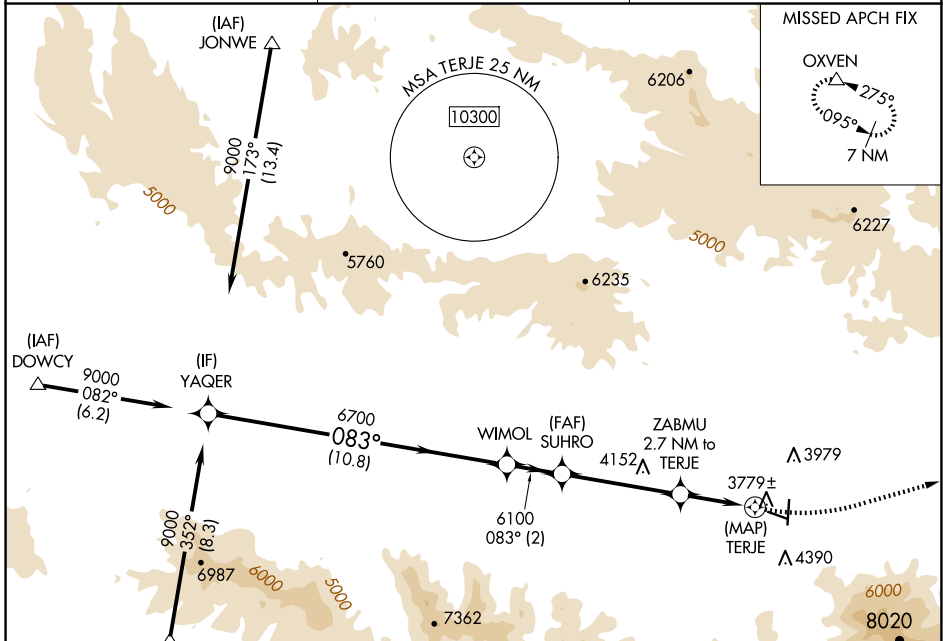 (IAF)
JONWE
9000
173°
(13.4)
MSA TERJE 25 NM
10300
6206
MISSED APCH FIX
OXVEN
275°
095°
7 NM
5000
5760
6235
5000
6227
(IAF)
DOWCY
9000
082°
(6.2)
(IF)
YAQER
6700
083°
(10.8)
WIMOL
(FAF)
SUHRO
6100
083° (2)
4152
ZABMU
2.7 NM to
TERJE
3979
3779±
(MAP)
TERJE
4390
9000
352°
(8.3)
6987
6000
5000
7362
6000
8020